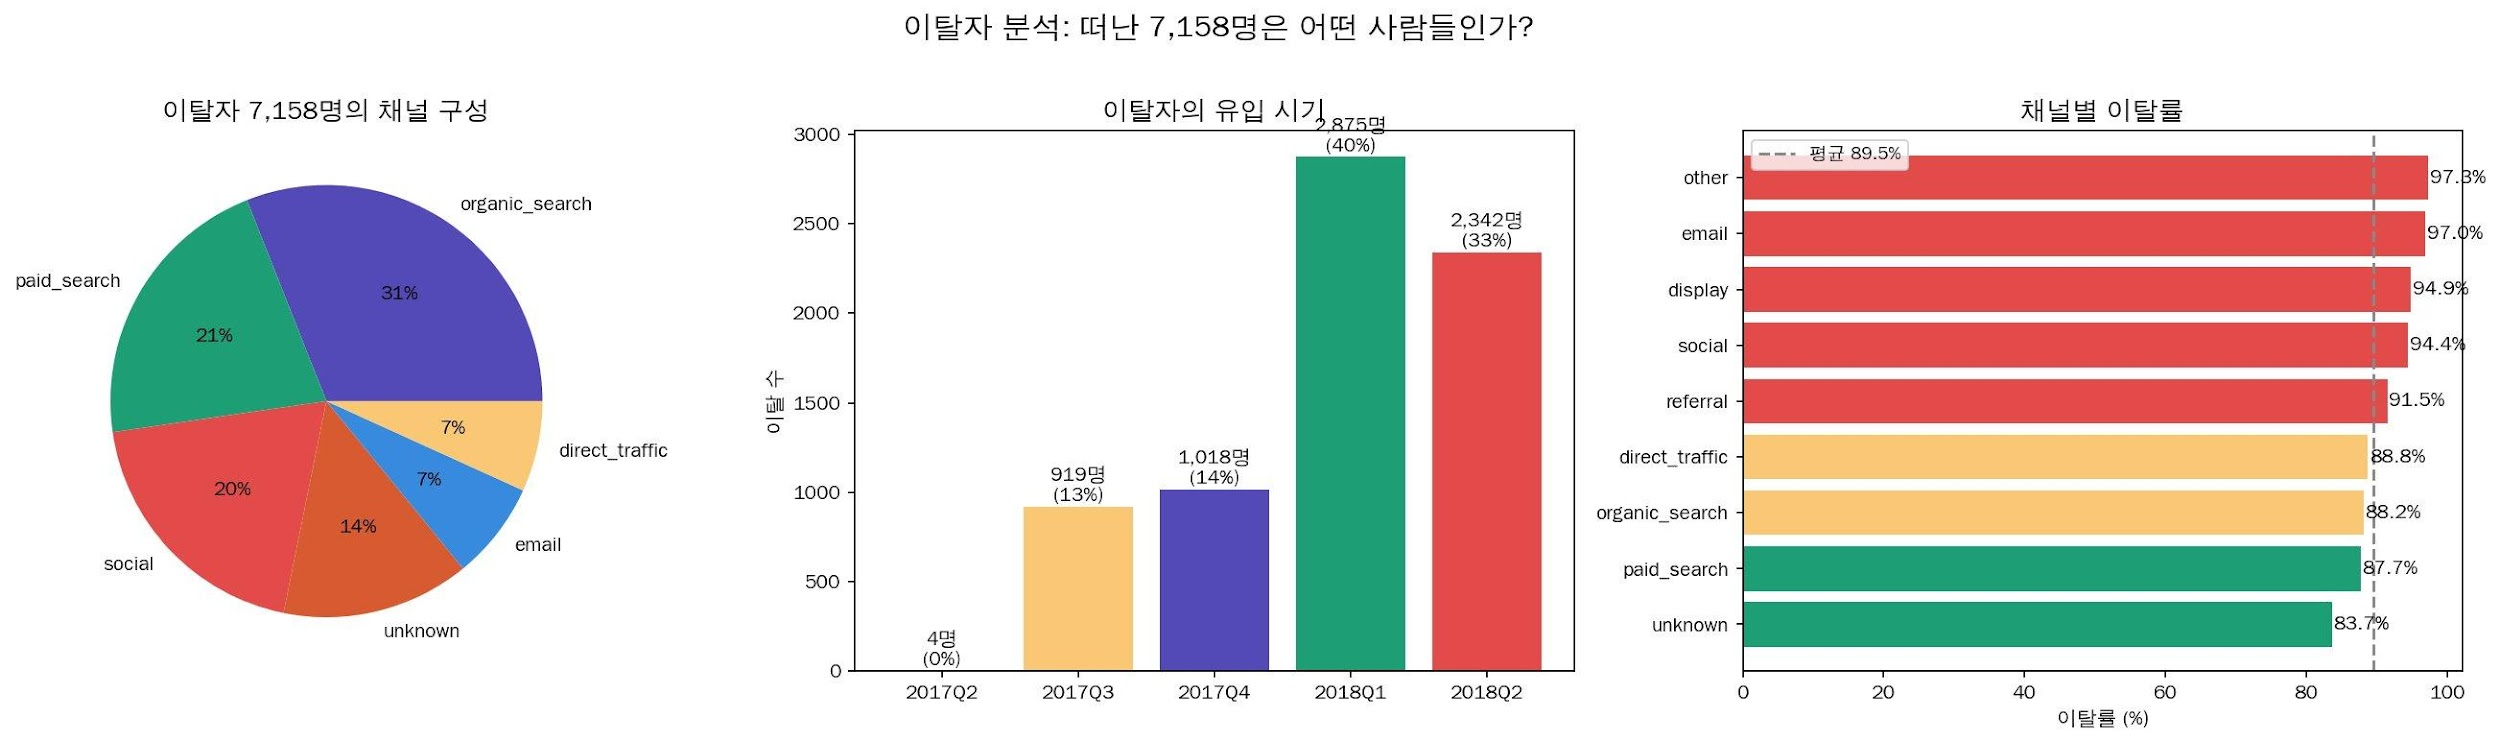 이탈자 분석: 떠난 7,158명은 어떤 사람들인가?
이탈자 7,158명의 채널 구성
organic_search
31%
paid_search
21%
social
20%
unknown
14%
email
7%
direct_traffic
7%
이탈자의 유입 시기
이탈 수
3000
2500
2000
1500
1000
500
0
4명
(0%)
919명
(13%)
1,018명
(14%)
2,875명
(40%)
2,342명
(33%)
2017Q2
2017Q3
2017Q4
2018Q1
2018Q2
채널별 이탈률
평균 89.5%
other 97.3%
email 97.0%
display 94.9%
social 94.4%
referral 91.5%
direct_traffic 88.8%
organic_search 88.2%
paid_search 87.7%
unknown 83.7%
0 20 40 60 80 100
이탈률 (%)